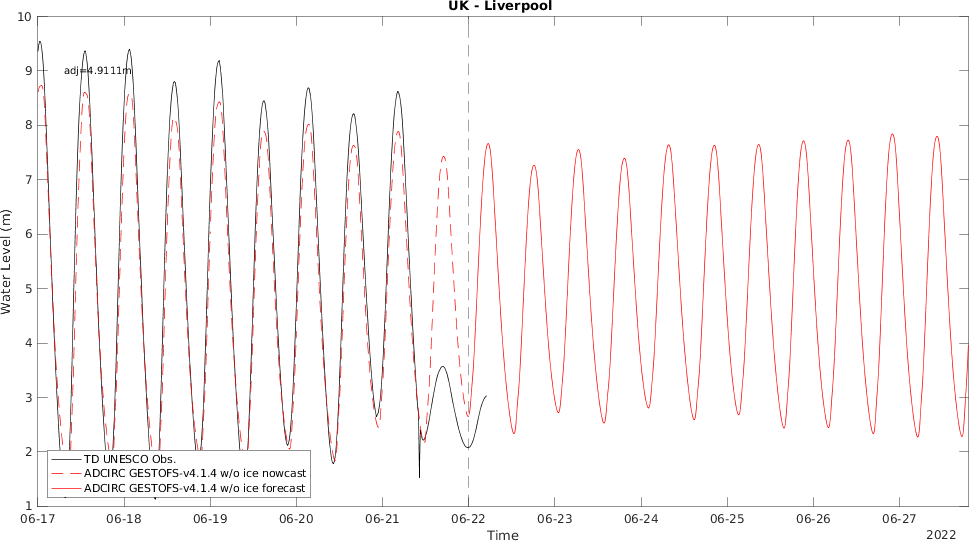 UK - Liverpool
10
9
8
7
6
5
4
3
2
1
Water Level (m)
adj=4.9111m
TD UNESCO Obs.
ADCIRC GESTOFS-v4.1.4 w/o ice nowcast
ADCIRC GESTOFS-v4.1.4 w/o ice forecast
06-17 06-18 06-19 06-20 06-21 06-22 06-23 06-24 06-25 06-26 06-27
Time
2022